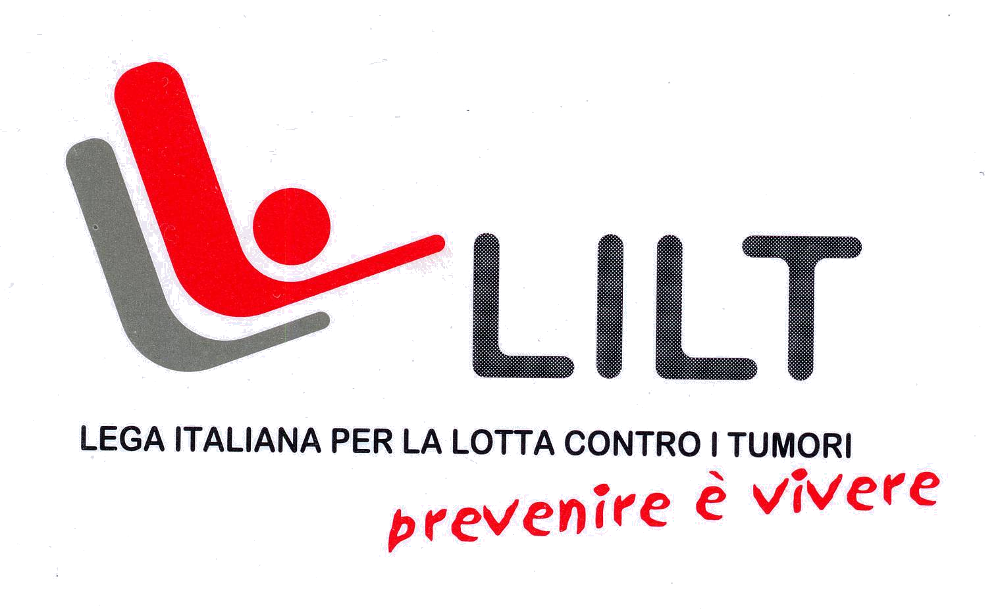 LILT
LEGA ITALIANA PER LA LOTTA CONTRO I TUMORI
prevenire è vivere